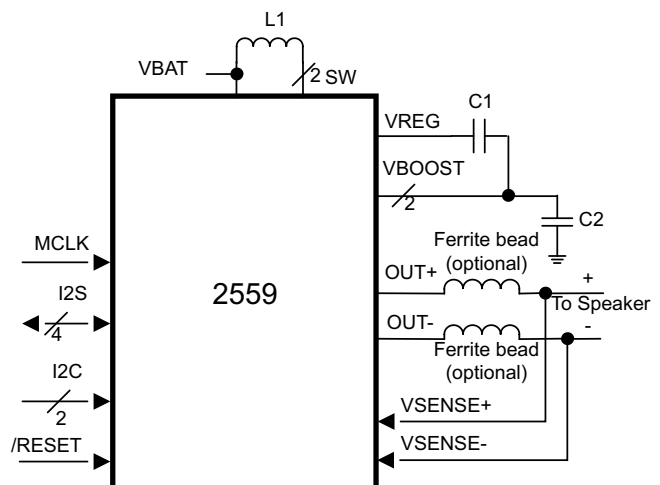 L1
VBAT
2 SW
C1
VREG
VBOOST
2
C2
MCLK
Ferrite bead
(optional)
OUT+
+
I2S
2559
To Speaker
4
OUT-
-
Ferrite bead
(optional)
I2C
2
VSENSE+
/RESET
VSENSE-